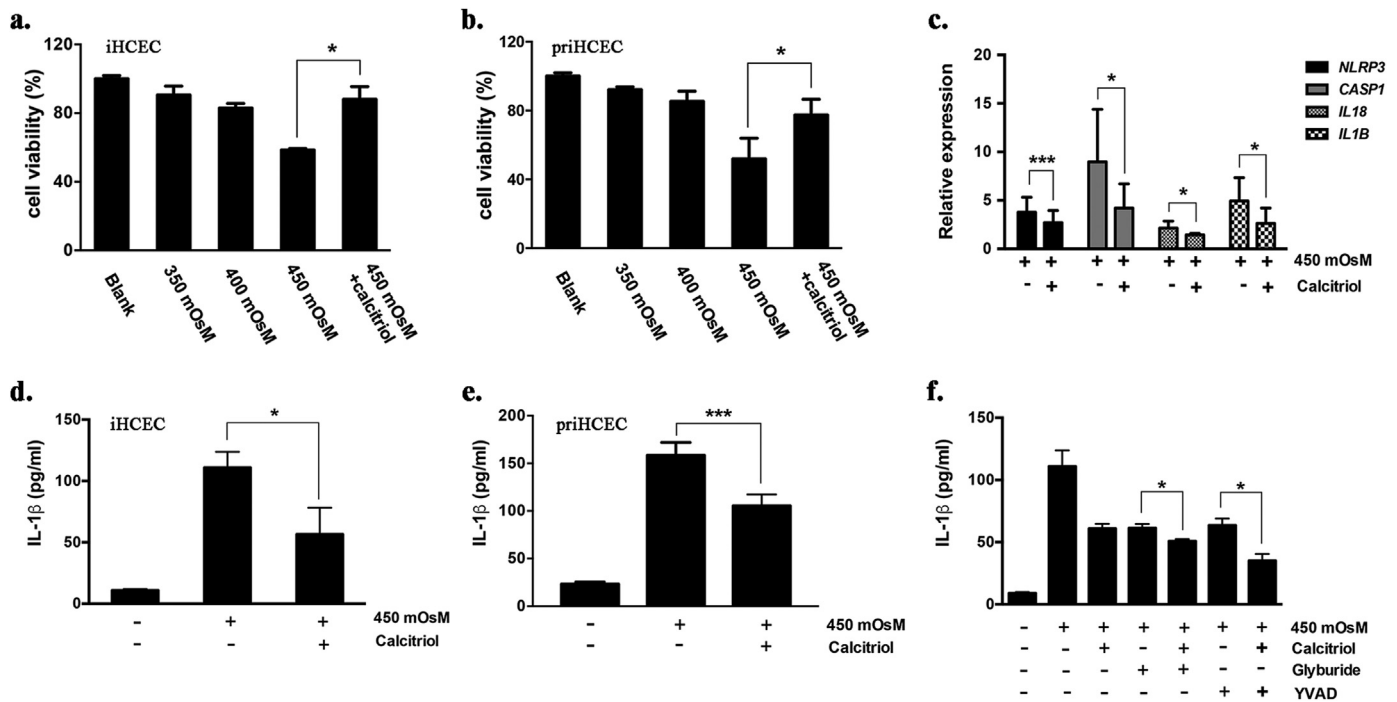 a.
iHCEC
*
cell viability (%)
120
80
40
0
Blank
350 mOsM
400 mOsM
450 mOsM
450 mOsM
+calcitriol
b.
priHCEC
*
cell viability (%)
120
80
40
0
Blank
350 mOsM
400 mOsM
450 mOsM
450 mOsM
+calcitriol
c.
Relative expression
20
15
10
5
0
***
*
*
*
NLRP3
CASP1
IL18
IL1B
+ + + + + + + + 450 mOsM
- + - + - + - + Calcitriol
d.
iHCEC
*
IL-1β (pg/ml)
150
100
50
0
- + + 450 mOsM
- - + Calcitriol
e.
priHCEC
***
IL-1β (pg/ml)
200
150
100
50
0
- + + 450 mOsM
- - + Calcitriol
f.
IL-1β (pg/ml)
150
100
50
0
*
*
- + + + + + + 450 mOsM
- - + - + - + Calcitriol
- - - + + - - Glyburide
- - - - - + + YVAD